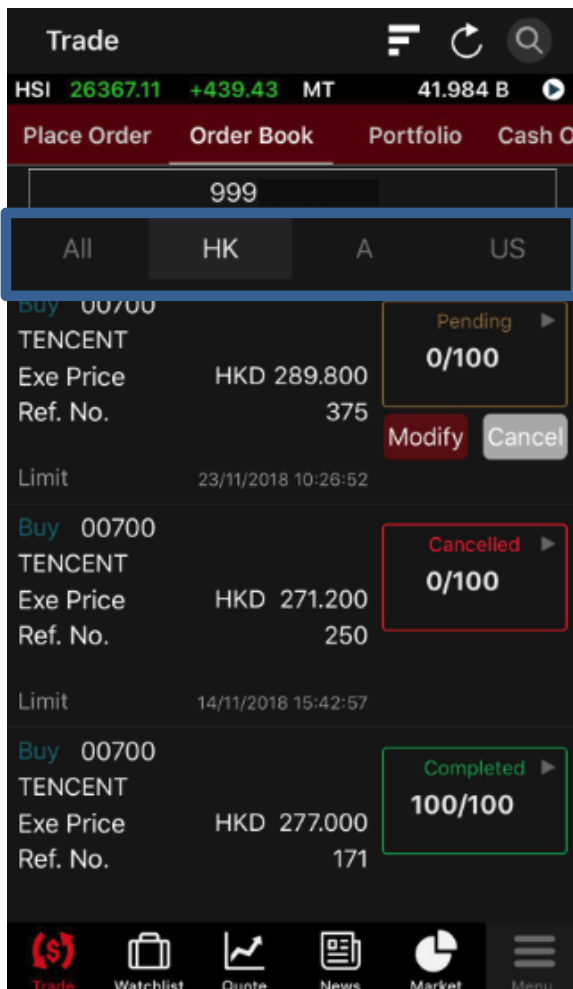 Trade
HSI 26367.11 +439.43 MT 41.984 B
Place Order Order Book Portfolio Cash O
999
All HK A US
Buy 00700
Pending
TENCENT
0/100
Exe Price HKD 289.800
Ref. No. 375
Modify Cancel
Limit 23/11/2018 10:26:52
Buy 00700
Cancelled
TENCENT
0/100
Exe Price HKD 271.200
Ref. No. 250
Limit 14/11/2018 15:42:57
Buy 00700
Completed
TENCENT
100/100
Exe Price HKD 277.000
Ref. No. 171
Trade Watchlist Quote News Market Menu